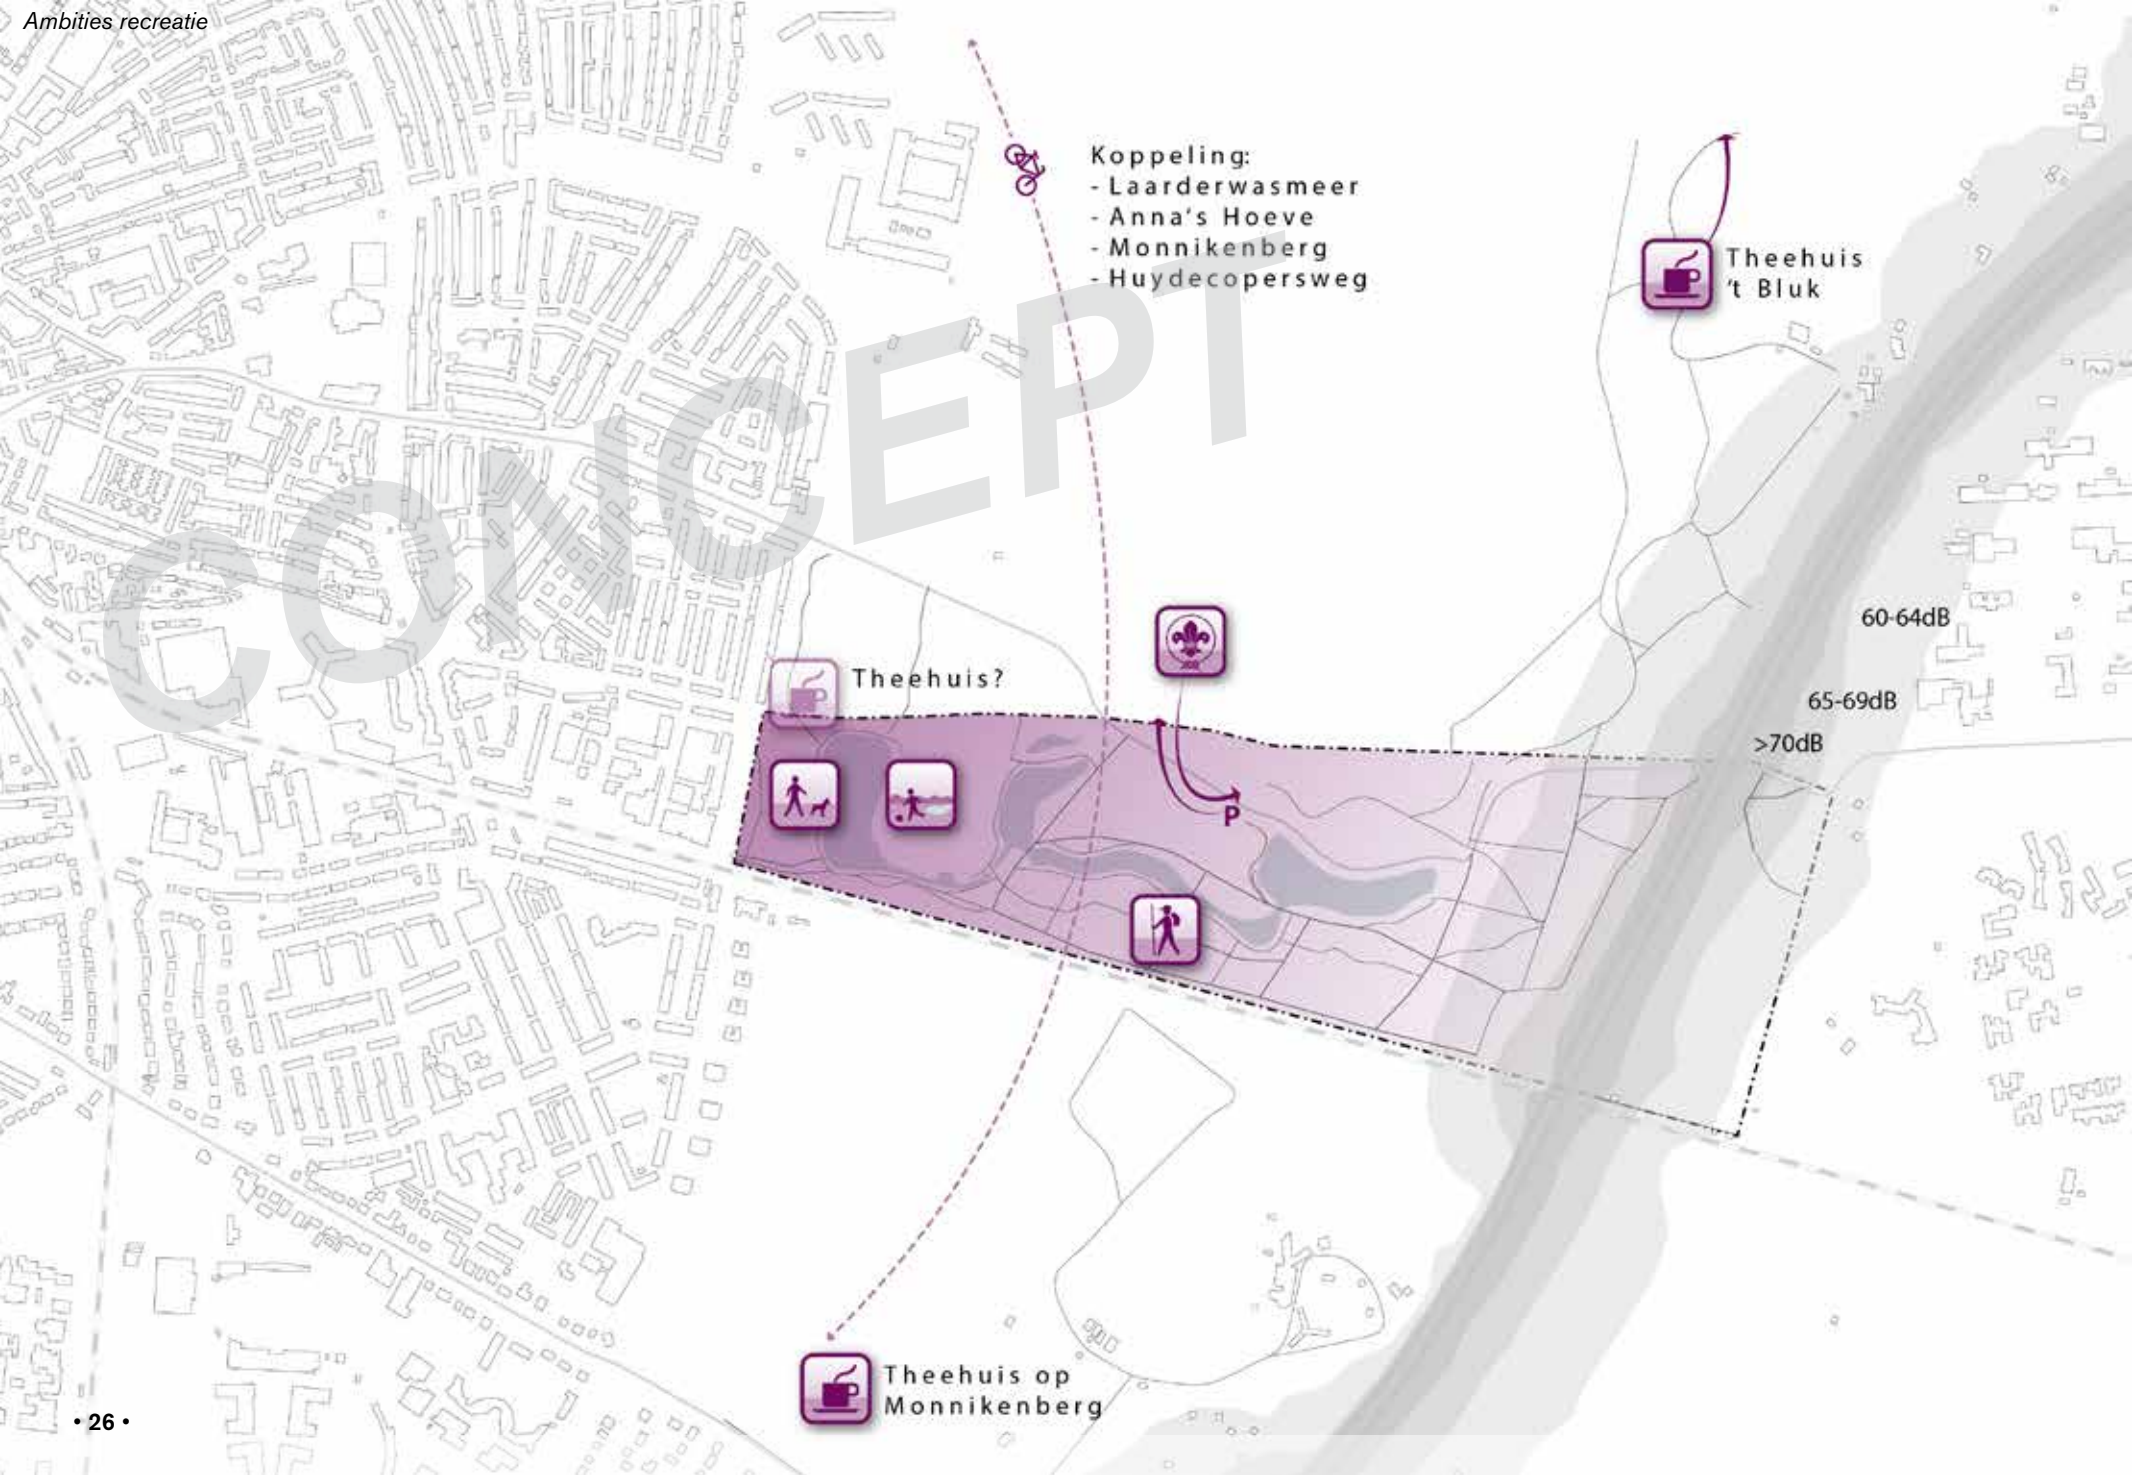 Ambities recreatie
Koppeling:
- Laarderwasmeer
- Anna's Hoeve
- Monnikenberg
- Huydecopersweg
Theehuis
't Bluk
CONCEPT
60-64dB
65-69dB
>70dB
Theehuis?
P
Theehuis op
Monnikenberg
• 26 •